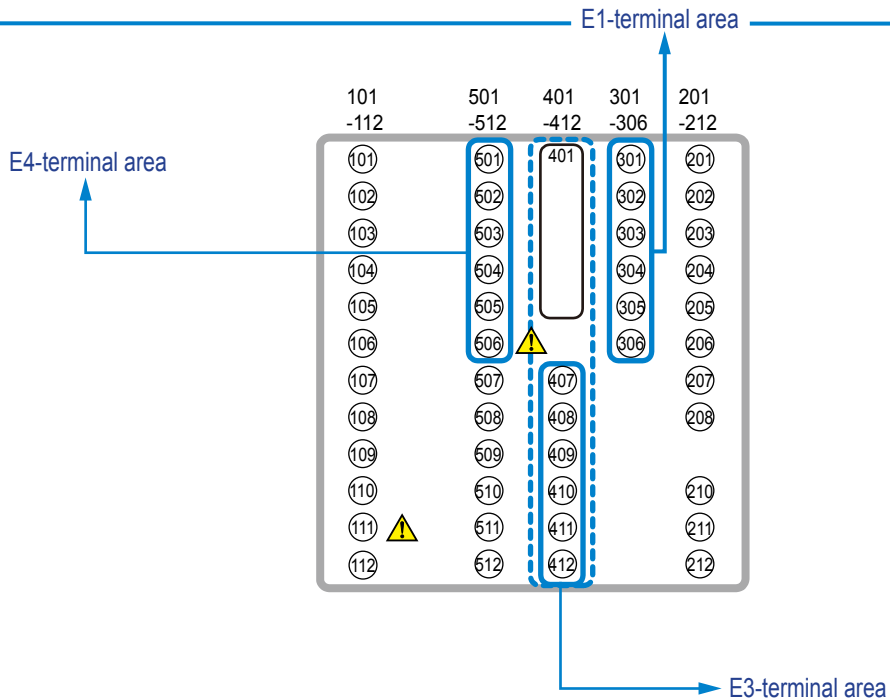 E1-terminal area
101 501 401 301 201
-112 -512 -412 -306 -212
E4-terminal area
101 501 401 301 201
102 502 302 202
103 503 303 203
104 504 304 204
105 505 305 205
106 506 306 206
107 507 407 207
108 508 408 208
109 509 409
110 510 410 210
111 511 411 211
112 512 412 212
E3-terminal area